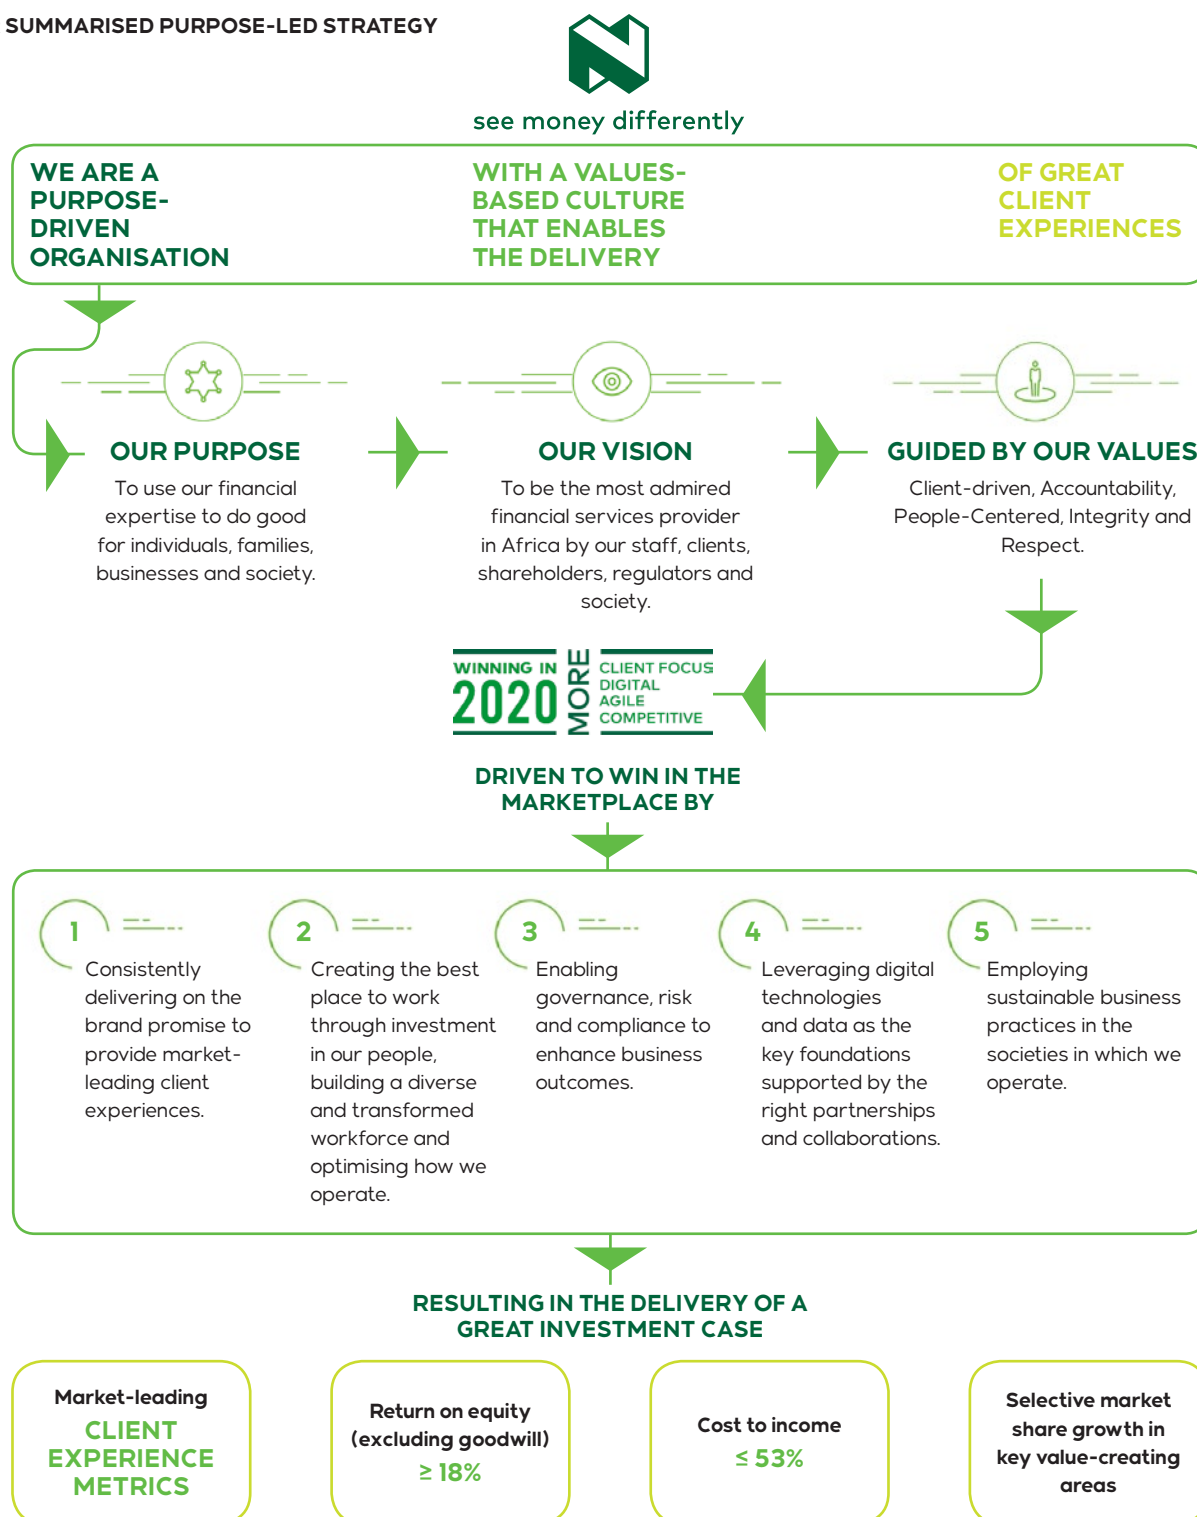 SUMMARISED PURPOSE-LED STRATEGY
see money differently
WE ARE A
PURPOSE-
DRIVEN
ORGANISATION
WITH A VALUES-
BASED CULTURE
THAT ENABLES
THE DELIVERY
OF GREAT
CLIENT
EXPERIENCES
OUR PURPOSE
To use our financial
expertise to do good
for individuals, families,
businesses and society.
OUR VISION
To be the most admired
financial services provider
in Africa by our staff, clients,
shareholders, regulators and
society.
GUIDED BY OUR VALUES
Client-driven, Accountability,
People-Centered, Integrity and
Respect.
WINNING IN
2020
MORE
CLIENT FOCUS
DIGITAL
AGILE
COMPETITIVE
DRIVEN TO WIN IN THE
MARKETPLACE BY
1
Consistently
delivering on the
brand promise to
provide market-
leading client
experiences.
2
Creating the best
place to work
through investment
in our people,
building a diverse
and transformed
workforce and
optimising how we
operate.
3
Enabling
governance, risk
and compliance to
enhance business
outcomes.
4
Leveraging digital
technologies
and data as the
key foundations
supported by the
right partnerships
and collaborations.
5
Employing
sustainable business
practices in the
societies in which we
operate.
RESULTING IN THE DELIVERY OF A
GREAT INVESTMENT CASE
Market-leading
CLIENT
EXPERIENCE
METRICS
Return on equity
(excluding goodwill)
≥ 18%
Cost to income
≤ 53%
Selective market
share growth in
key value-creating
areas